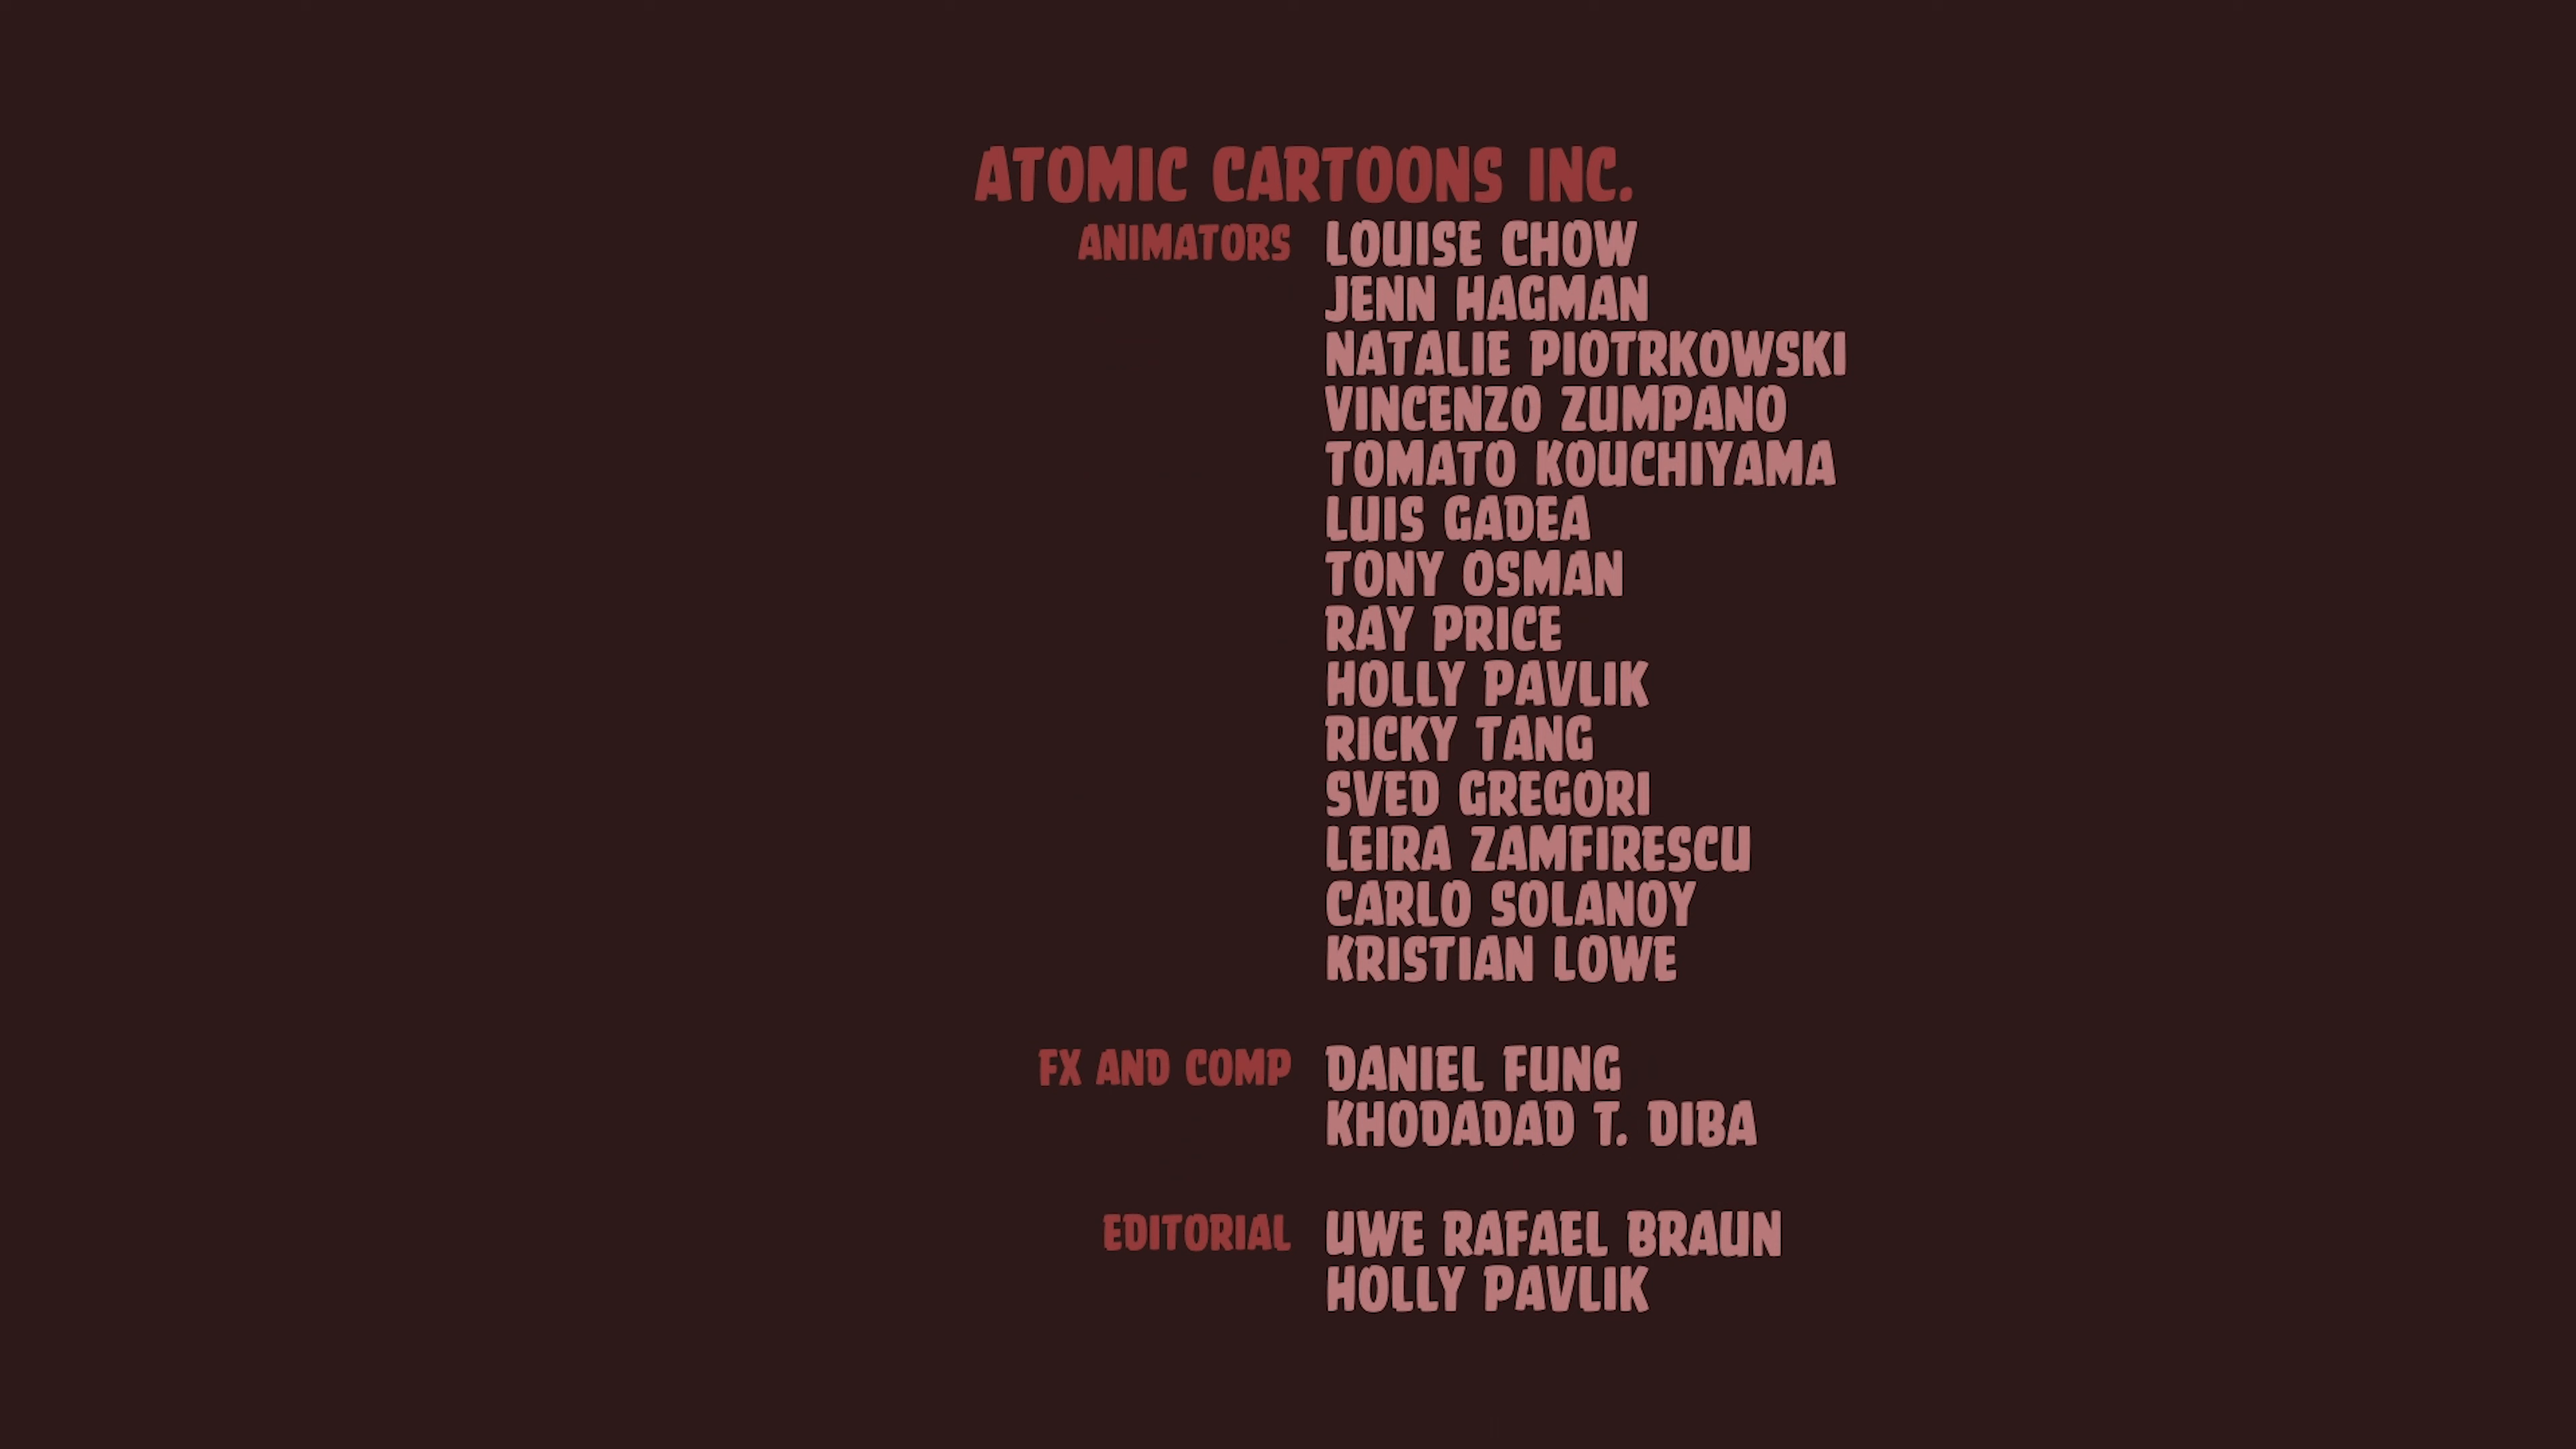 ATOMIC CARTOONS INC.
ANIMATORS LOUISE CHOW
JENN HAGMAN
NATALIE PIOTRKOWSKI
VINCENZO ZUMPANO
TOMATO KOUCHIYAMA
LUIS GADEA
TONY OSMAN
RAY PRICE
HOLLY PAVLIK
RICKY TANG
SVED GREGORI
LEIRA ZAMFIRESCU
CARLO SOLANOY
KRISTIAN LOWE
FX AND COMP DANIEL FUNG
KHODADAD T. DIBA
EDITORIAL UWE RAFAEL BRAUN
HOLLY PAVLIK